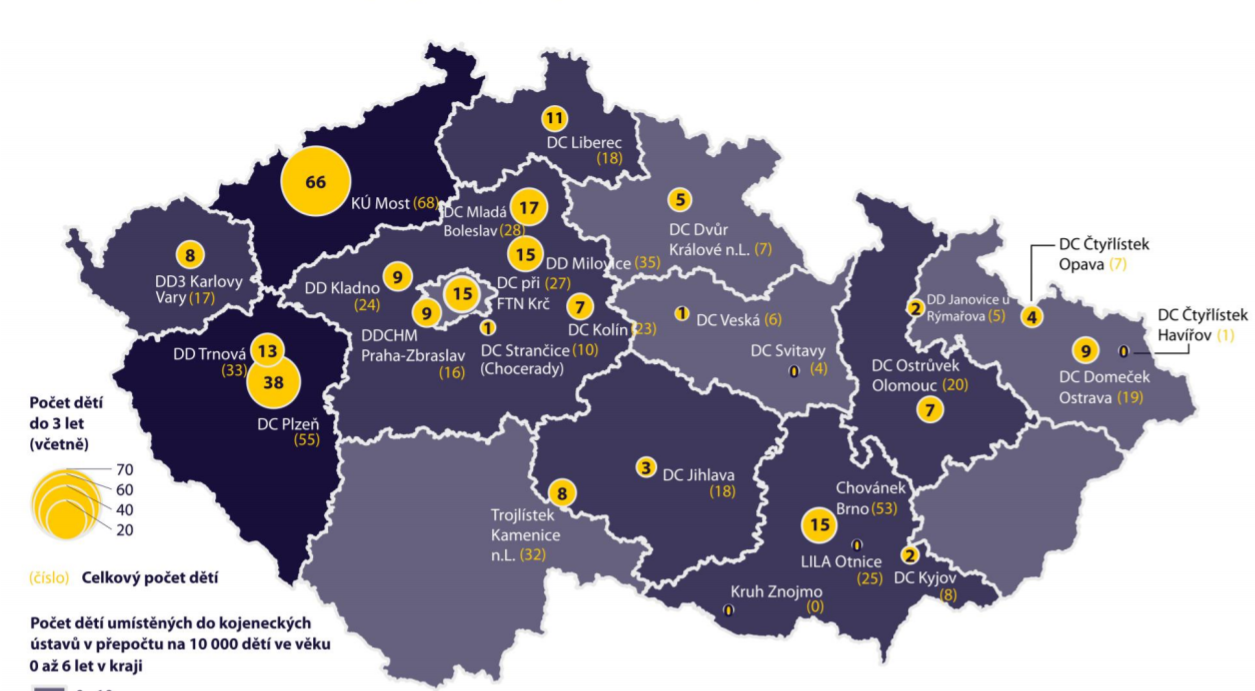 11
DC Liberec
(18)
66
KÚ Most (68)
DC Mladá
Boleslav (28)
17
5
DC Dvůr
Králové n.L. (7)
8
DD3 Karlovy
Vary (17)
15
DD Milovice (35)
9
DD Kladno
(24)
15
DC při (27)
FTN Krč
9
DDCHM
Praha-Zbraslav
(16)
7
DC Kolín (23)
1
DC Strančice (10)
(Chocerady)
1
DC Veská (6)
DC Svitavy
(4)
0
2
DD Janovice u
Rýmařova (5)
DC Čtyřlístek
Opava (7)
4
DC Čtyřlístek
Havířov (1)
0
9
DC Domeček
Ostrava (19)
DD Trnová
(33)
13
38
DC Plzeň
(55)
DC Ostrůvek
Olomouc (20)
7
3
DC Jihlava
(18)
8
Trojlístek
Kamenice
n.L. (32)
Chovánek
Brno (53)
15
0
LILA Otnice
(25)
2
DC Kyjov
(8)
Kruh Znojmo
(0)
0
Počet dětí
do 3 let
(včetně)
70
60
40
20
(číslo) Celkový počet dětí
Počet dětí umístěných do kojeneckých
ústavů v přepočtu na 10 000 dětí ve věku
0 až 6 let v kraji